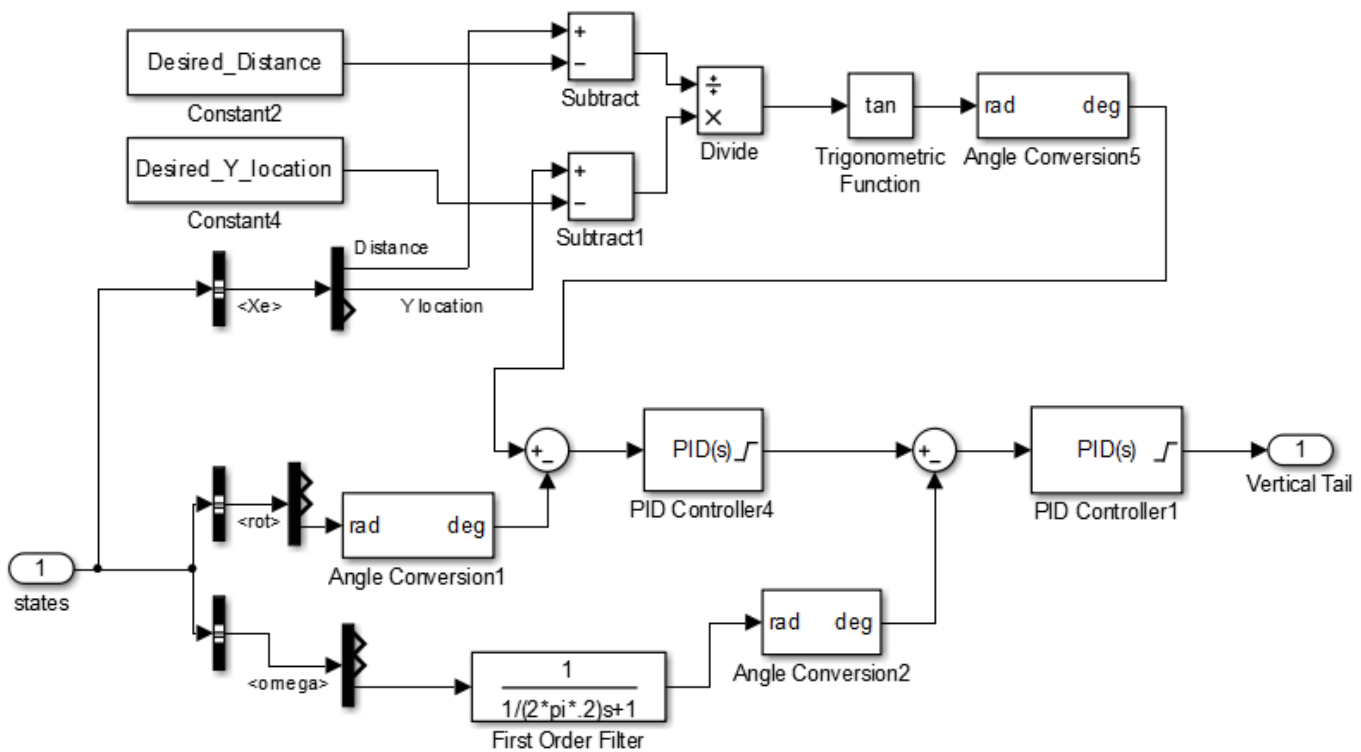 Desired_Distance
Constant2
+
−
Subtract
÷
×
Divide
tan
Trigonometric
Function
rad deg
Angle Conversion5
Desired_Y_location
Constant4
+
−
Subtract1
Distance
<Xe>
Y location
+
−
PID(s)
PID Controller4
+
−
PID(s)
PID Controller1
1
Vertical Tail
<rot>
rad deg
Angle Conversion1
1
states
<omega>
1
1/(2*pi*.2)s+1
First Order Filter
rad deg
Angle Conversion2